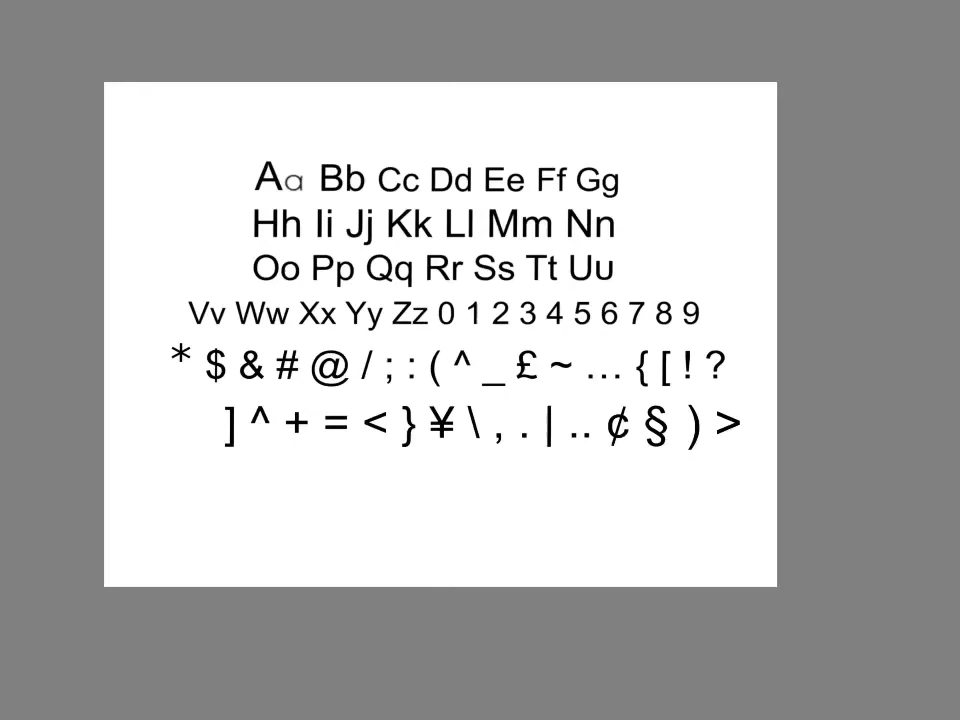 Aa Bb Cc Dd Ee Ff Gg
Hh Ii Jj Kk Ll Mm Nn
Oo Pp Qq Rr Ss Tt Uu
Vv Ww Xx Yy Zz 0 1 2 3 4 5 6 7 8 9
* $ & # @ / ; : ( ^ _ £ ~ … { [ ! ?
] ^ + = < } ¥ \ , . | .. ¢ § ) >